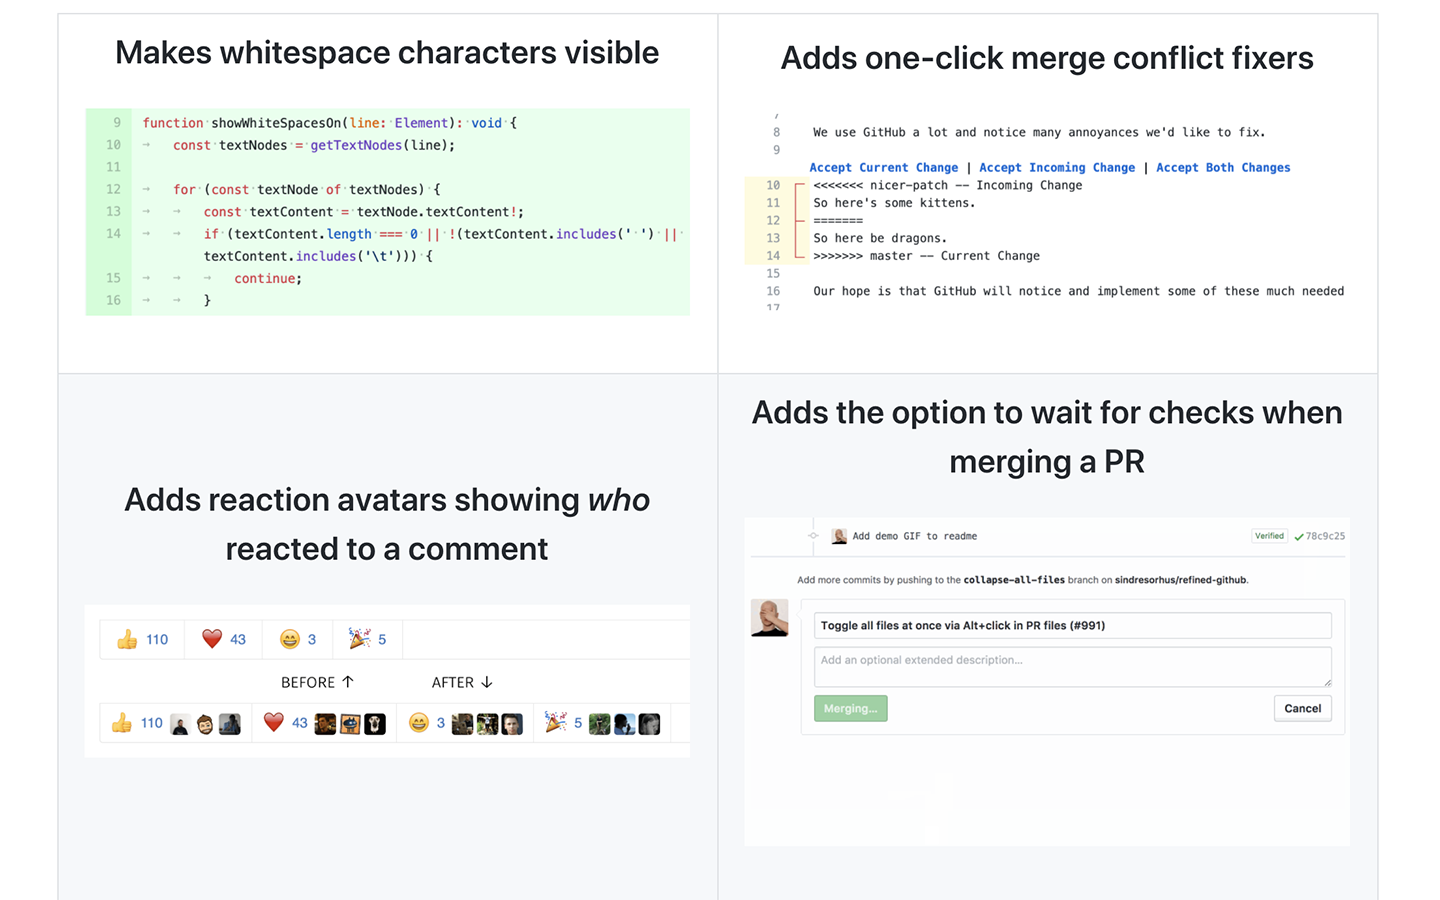 Makes whitespace characters visible
9 function showWhiteSpacesOn(line: Element): void {
10 → const textNodes = getTextNodes(line);
11
12 → for (const textNode of textNodes) {
13 → → const textContent = textNode.textContent!;
14 → → if (textContent.length === 0 || !(textContent.includes(' ') ||
textContent.includes('\t'))) {
15 → → → continue;
16 → → }
Adds one-click merge conflict fixers
7
8 We use GitHub a lot and notice many annoyances we'd like to fix.
9
Accept Current Change | Accept Incoming Change | Accept Both Changes
10 <<<<<<< nicer-patch -- Incoming Change
11 So here's some kittens.
12 =======
13 So here be dragons.
14 >>>>>>> master -- Current Change
15
16 Our hope is that GitHub will notice and implement some of these much needed
17
Adds reaction avatars showing who
reacted to a comment
👍 110 ❤️ 43 😄 3 🎉 5
BEFORE ↑ AFTER ↓
👍 110 ❤️ 43 😄 3 🎉 5
Adds the option to wait for checks when
merging a PR
Add demo GIF to readme Verified ✓ 78c9c25
Add more commits by pushing to the collapse-all-files branch on sindresorhus/refined-github.
Toggle all files at once via Alt+click in PR files (#991)
Add an optional extended description...
Merging... Cancel